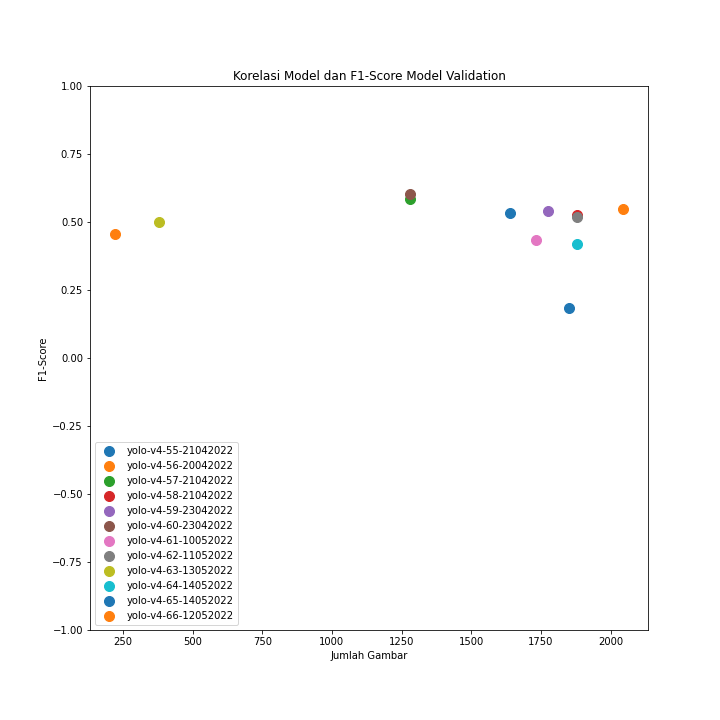 Korelasi Model dan F1-Score Model Validation
1.00
0.75
0.50
0.25
0.00
−0.25
−0.50
−0.75
−1.00
F1-Score
yolo-v4-55-21042022
yolo-v4-56-20042022
yolo-v4-57-21042022
yolo-v4-58-21042022
yolo-v4-59-23042022
yolo-v4-60-23042022
yolo-v4-61-10052022
yolo-v4-62-11052022
yolo-v4-63-13052022
yolo-v4-64-14052022
yolo-v4-65-14052022
yolo-v4-66-12052022
250 500 750 1000 1250 1500 1750 2000
Jumlah Gambar